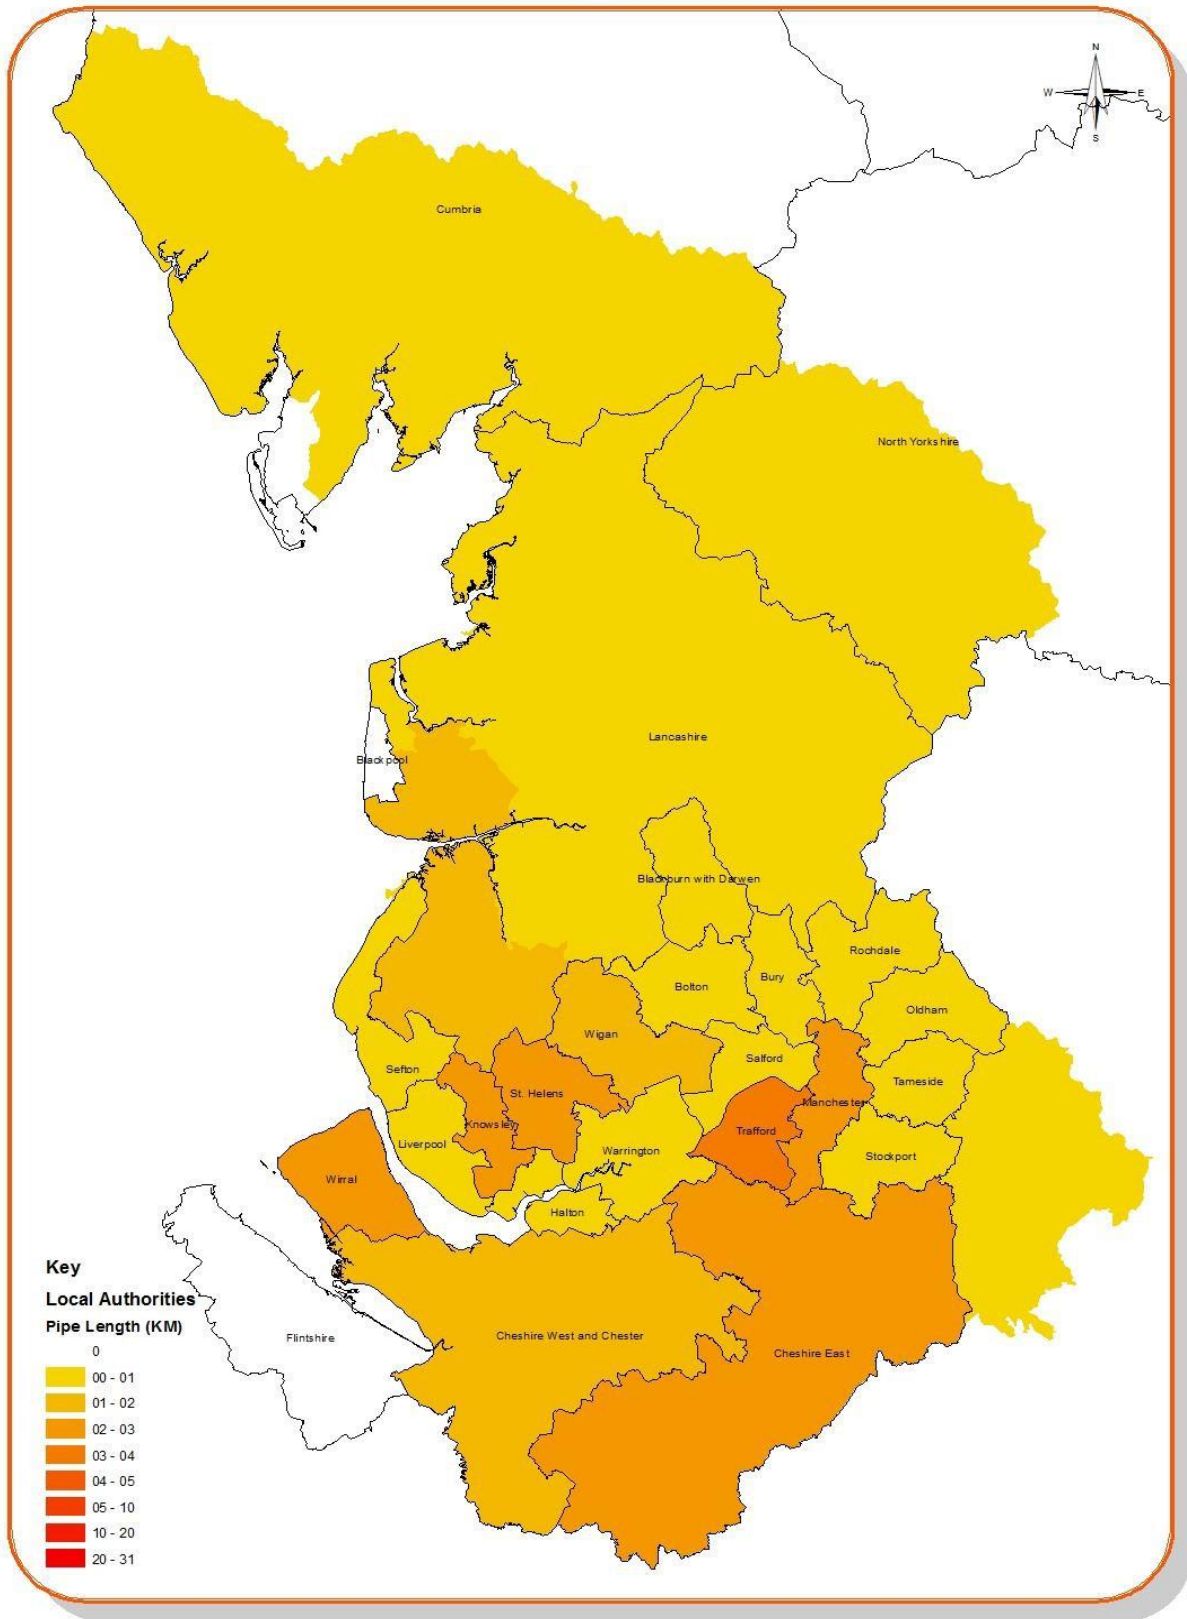 N
W E
S
Cumbria
North Yorkshire
Lancashire
Blackpool
Blackburn with Darwen
Rochdale
Bury
Bolton
Oldham
Wigan
Salford
Sefton
Tameside
St. Helens
Manchester
Knowsley
Trafford
Liverpool
Warrington
Stockport
Wirral
Halton
Flintshire
Cheshire West and Chester
Cheshire East
Key
Local Authorities
Pipe Length (KM)
0
00 - 01
01 - 02
02 - 03
03 - 04
04 - 05
05 - 10
10 - 20
20 - 31